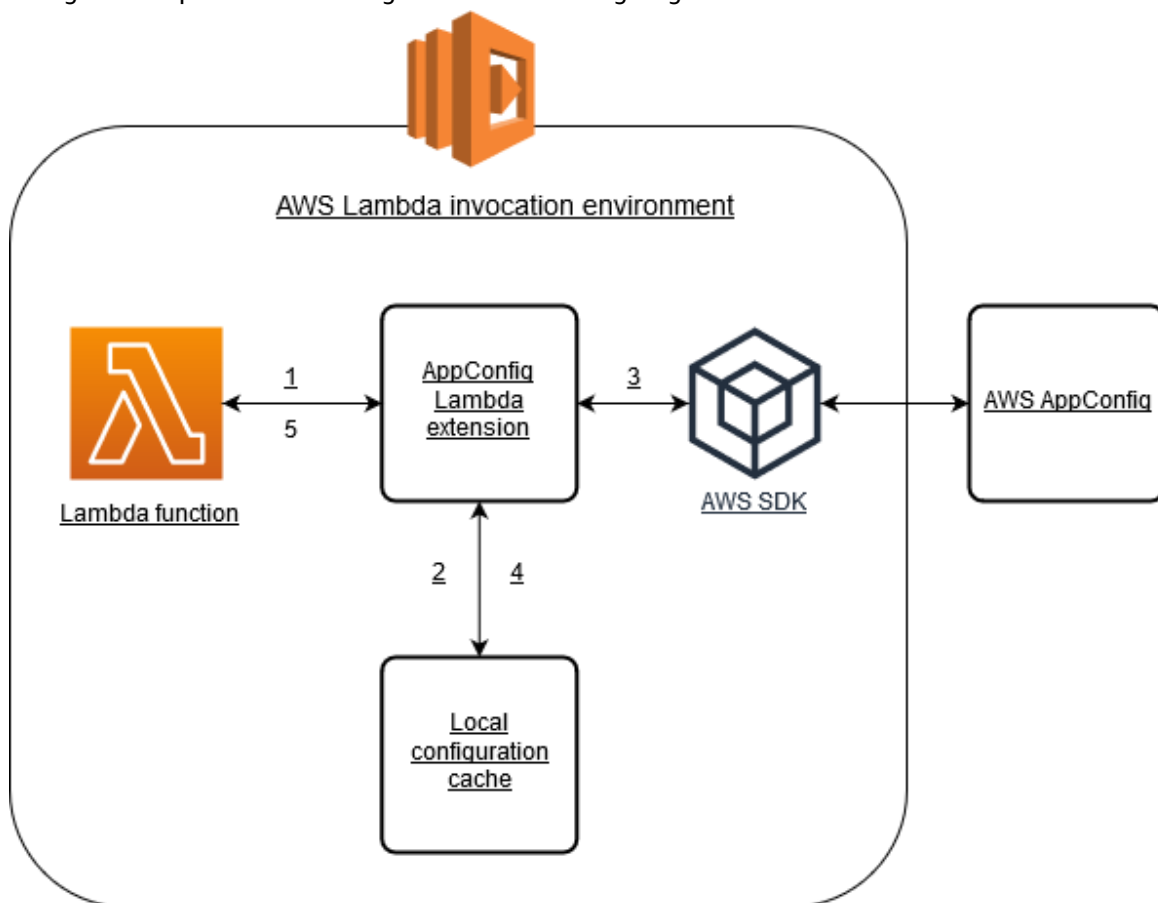 AWS Lambda invocation environment
1
5
AppConfig
Lambda
extension
3
AWS AppConfig
Lambda function
AWS SDK
2
4
Local
configuration
cache